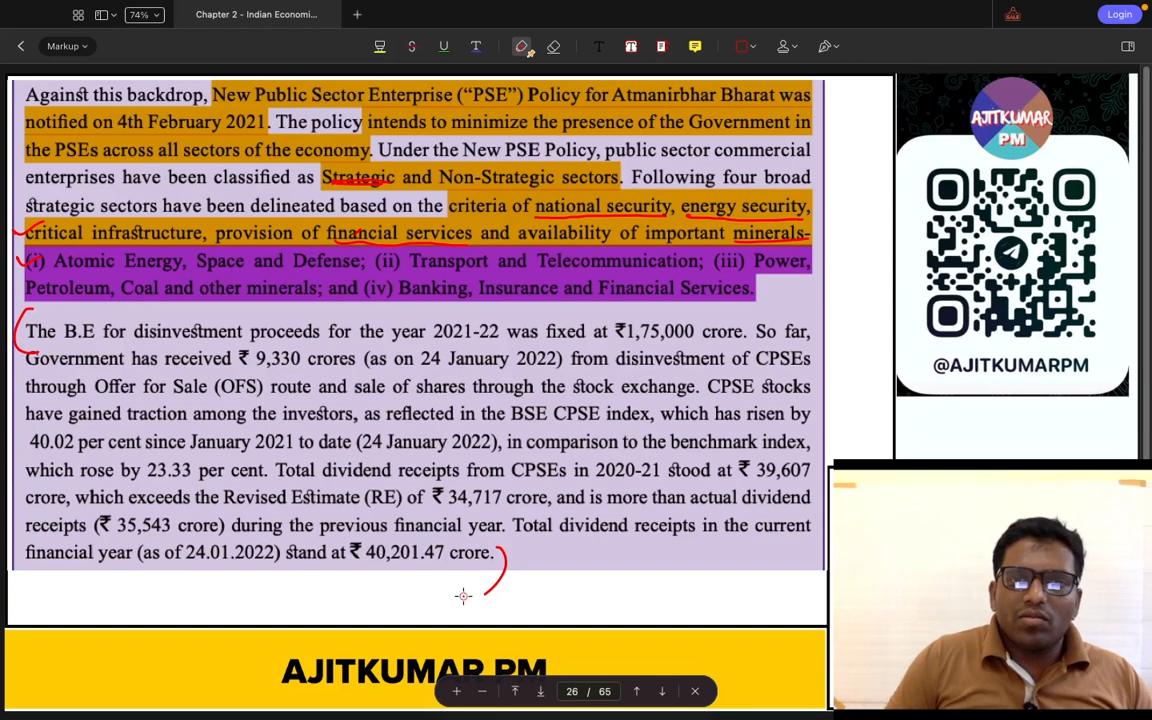 74%
Chapter 2 - Indian Economi...
SALE
Login
Markup
Against this backdrop, New Public Sector Enterprise (“PSE”) Policy for Atmanirbhar Bharat was
notified on 4th February 2021. The policy intends to minimize the presence of the Government in
the PSEs across all sectors of the economy. Under the New PSE Policy, public sector commercial
enterprises have been classified as Strategic and Non-Strategic sectors. Following four broad
strategic sectors have been delineated based on the criteria of national security, energy security,
critical infrastructure, provision of financial services and availability of important minerals-
(i) Atomic Energy, Space and Defense; (ii) Transport and Telecommunication; (iii) Power,
Petroleum, Coal and other minerals; and (iv) Banking, Insurance and Financial Services.
The B.E for disinvestment proceeds for the year 2021-22 was fixed at ₹1,75,000 crore. So far,
Government has received ₹ 9,330 crores (as on 24 January 2022) from disinvestment of CPSEs
through Offer for Sale (OFS) route and sale of shares through the stock exchange. CPSE stocks
have gained traction among the investors, as reflected in the BSE CPSE index, which has risen by
40.02 per cent since January 2021 to date (24 January 2022), in comparison to the benchmark index,
which rose by 23.33 per cent. Total dividend receipts from CPSEs in 2020-21 stood at ₹ 39,607
crore, which exceeds the Revised Estimate (RE) of ₹ 34,717 crore, and is more than actual dividend
receipts (₹ 35,543 crore) during the previous financial year. Total dividend receipts in the current
financial year (as of 24.01.2022) stand at ₹ 40,201.47 crore.
AJITKUMAR PM
26 / 65
AJITKUMAR
PM
@AJITKUMARPM